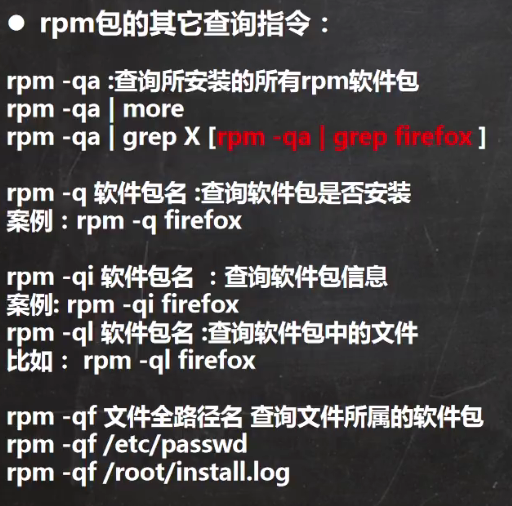 ● rpm包的其它查询指令：
rpm -qa :查询所安装的所有rpm软件包
rpm -qa | more
rpm -qa | grep X [rpm -qa | grep firefox ]
rpm -q 软件包名 :查询软件包是否安装
案例：rpm -q firefox
rpm -qi 软件包名 ：查询软件包信息
案例: rpm -qi firefox
rpm -ql 软件包名 :查询软件包中的文件
比如： rpm -ql firefox
rpm -qf 文件全路径名 查询文件所属的软件包
rpm -qf /etc/passwd
rpm -qf /root/install.log